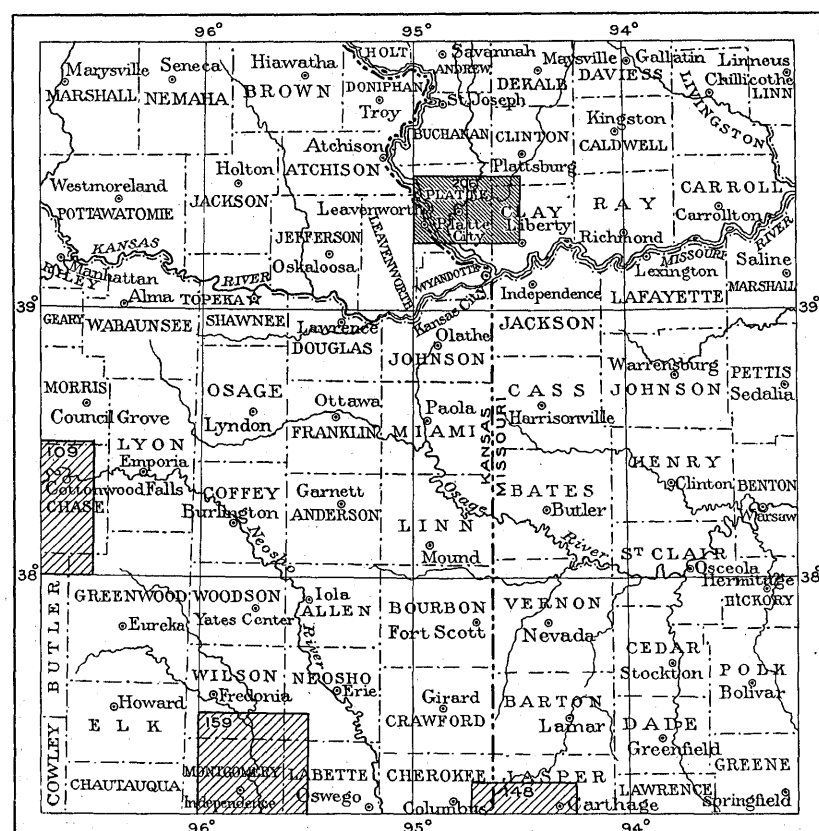 96° 95° 94°
HOLT
Savannah
ANDREW
Maysville
Gallatin
DAVIESS
Linneus
Chillicothe
LINN
Marysville
MARSHALL
Seneca
NEMAHA
Hiawatha
BROWN
DONIPHAN
Troy
St.Joseph
DEKALB
LIVINGSTON
BUCHANAN
CLINTON
Plattsburg
Kingston
CALDWELL
Atchison
ATCHISON
Holton
JACKSON
Westmoreland
POTTAWATOMIE
Leavenworth
LEAVENWORTH
PLATTE
Platte
City
CLAY
Liberty
RAY
Richmond
CARROLL
Carrollton
KANSAS
RIVER
JEFFERSON
Oskaloosa
WYANDOTTE
Kansas City
MISSOURI
RIVER
Lexington
Saline
MARSHALL
RILEY
Manhattan
Alma
TOPEKA
Independence
LAFAYETTE
39° 39°
GEARY
WABAUNSEE
SHAWNEE
Lawrence
DOUGLAS
Olathe
JOHNSON
JACKSON
Warrensburg
JOHNSON
PETTIS
Sedalia
MORRIS
Council Grove
OSAGE
Lyndon
Ottawa
FRANKLIN
Paola
MIAMI
KANSAS
MISSOURI
CASS
Harrisonville
109
LYON
Emporia
Cottonwood Falls
CHASE
COFFEY
Burlington
Neosho
River
Garnett
ANDERSON
LINN
Mound
Osage
River
BATES
Butler
HENRY
Clinton
BENTON
Warsaw
ST CLAIR
Osceola
Hermitage
HICKORY
38° 38°
BUTLER
GREENWOOD
Eureka
WOODSON
Yates Center
Iola
ALLEN
BOURBON
Fort Scott
VERNON
Nevada
CEDAR
Stockton
POLK
Bolivar
WILSON
Fredonia
NEOSHO
Erie
Howard
ELK
Girard
CRAWFORD
BARTON
Lamar
DADE
Greenfield
GREENE
Springfield
COWLEY
CHAUTAUQUA
159
MONTGOMERY
Independence
LABETTE
Oswego
CHEROKEE
Columbus
JASPER
148
Carthage
LAWRENCE
96° 95° 94°